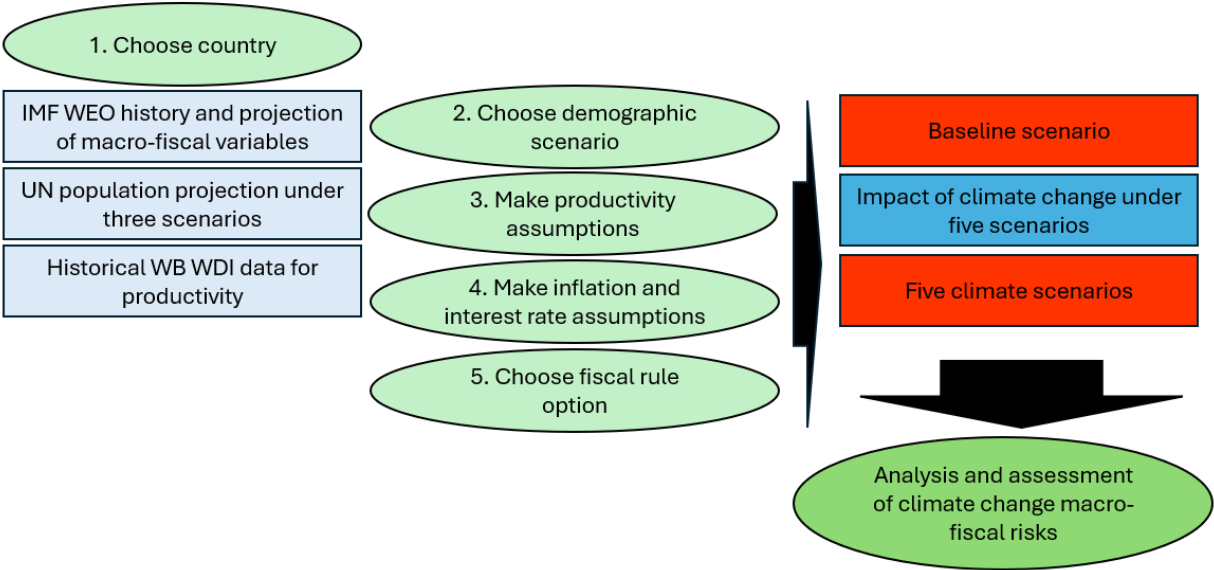 1. Choose country
IMF WEO history and projection
of macro-fiscal variables
UN population projection under
three scenarios
Historical WB WDI data for
productivity
2. Choose demographic
scenario
3. Make productivity
assumptions
4. Make inflation and
interest rate assumptions
5. Choose fiscal rule
option
Baseline scenario
Impact of climate change under
five scenarios
Five climate scenarios
Analysis and assessment
of climate change macro-
fiscal risks